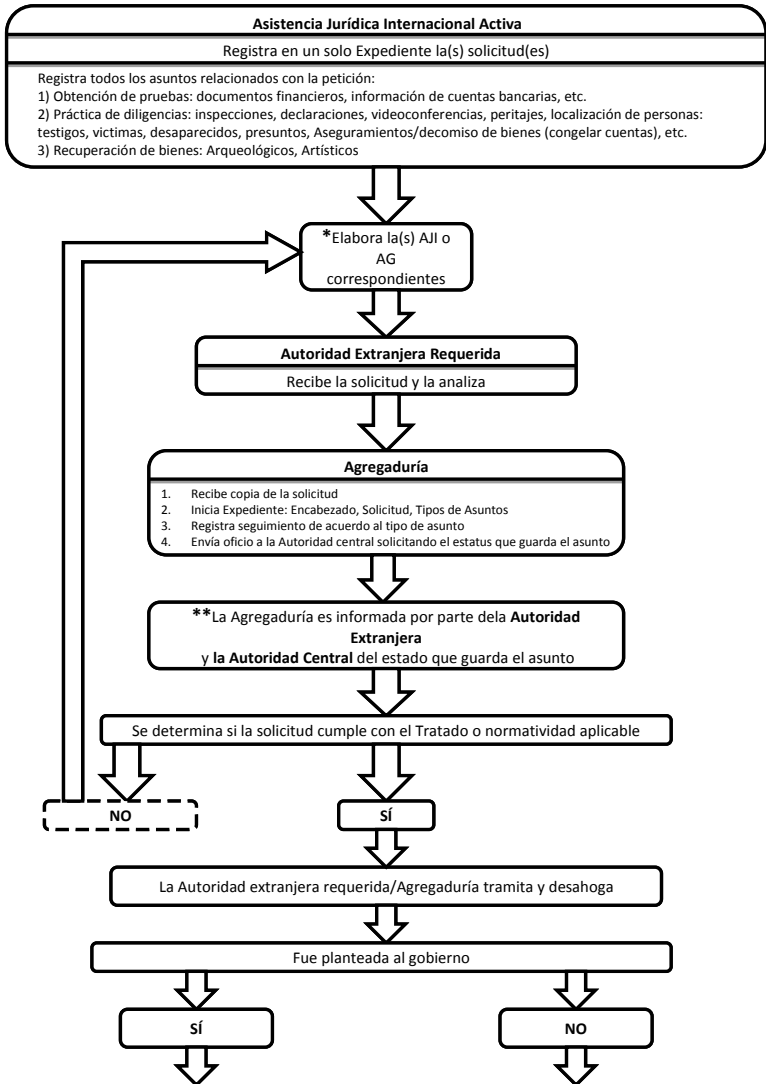 Asistencia Jurídica Internacional Activa
Registra en un solo Expediente la(s) solicitud(es)
Registra todos los asuntos relacionados con la petición:
1) Obtención de pruebas: documentos financieros, información de cuentas bancarias, etc.
2) Práctica de diligencias: inspecciones, declaraciones, videoconferencias, peritajes, localización de personas:
testigos, victimas, desaparecidos, presuntos, Aseguramientos/decomiso de bienes (congelar cuentas), etc.
3) Recuperación de bienes: Arqueológicos, Artísticos
*Elabora la(s) AJI o
AG
correspondientes
Autoridad Extranjera Requerida
Recibe la solicitud y la analiza
Agregaduría
1. Recibe copia de la solicitud
2. Inicia Expediente: Encabezado, Solicitud, Tipos de Asuntos
3. Registra seguimiento de acuerdo al tipo de asunto
4. Envía oficio a la Autoridad central solicitando el estatus que guarda el asunto
**La Agregaduría es informada por parte dela Autoridad
Extranjera
y la Autoridad Central del estado que guarda el asunto
Se determina si la solicitud cumple con el Tratado o normatividad aplicable
NO
SÍ
La Autoridad extranjera requerida/Agregaduría tramita y desahoga
Fue planteada al gobierno
SÍ
NO